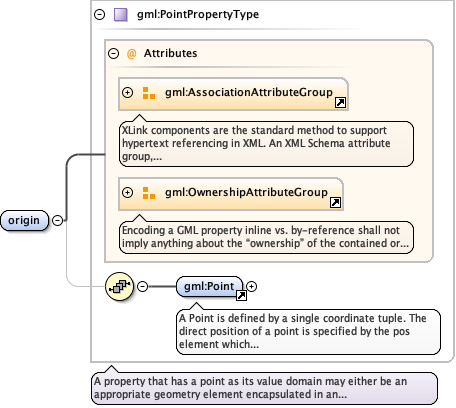 gml:PointPropertyType
@ Attributes
gml:AssociationAttributeGroup
XLink components are the standard method to support
hypertext referencing in XML. An XML Schema attribute
group,...
gml:OwnershipAttributeGroup
Encoding a GML property inline vs. by-reference shall not
imply anything about the “ownership” of the contained or...
origin
gml:Point
A Point is defined by a single coordinate tuple. The
direct position of a point is specified by the pos
element which...
A property that has a point as its value domain may either be an
appropriate geometry element encapsulated in an...